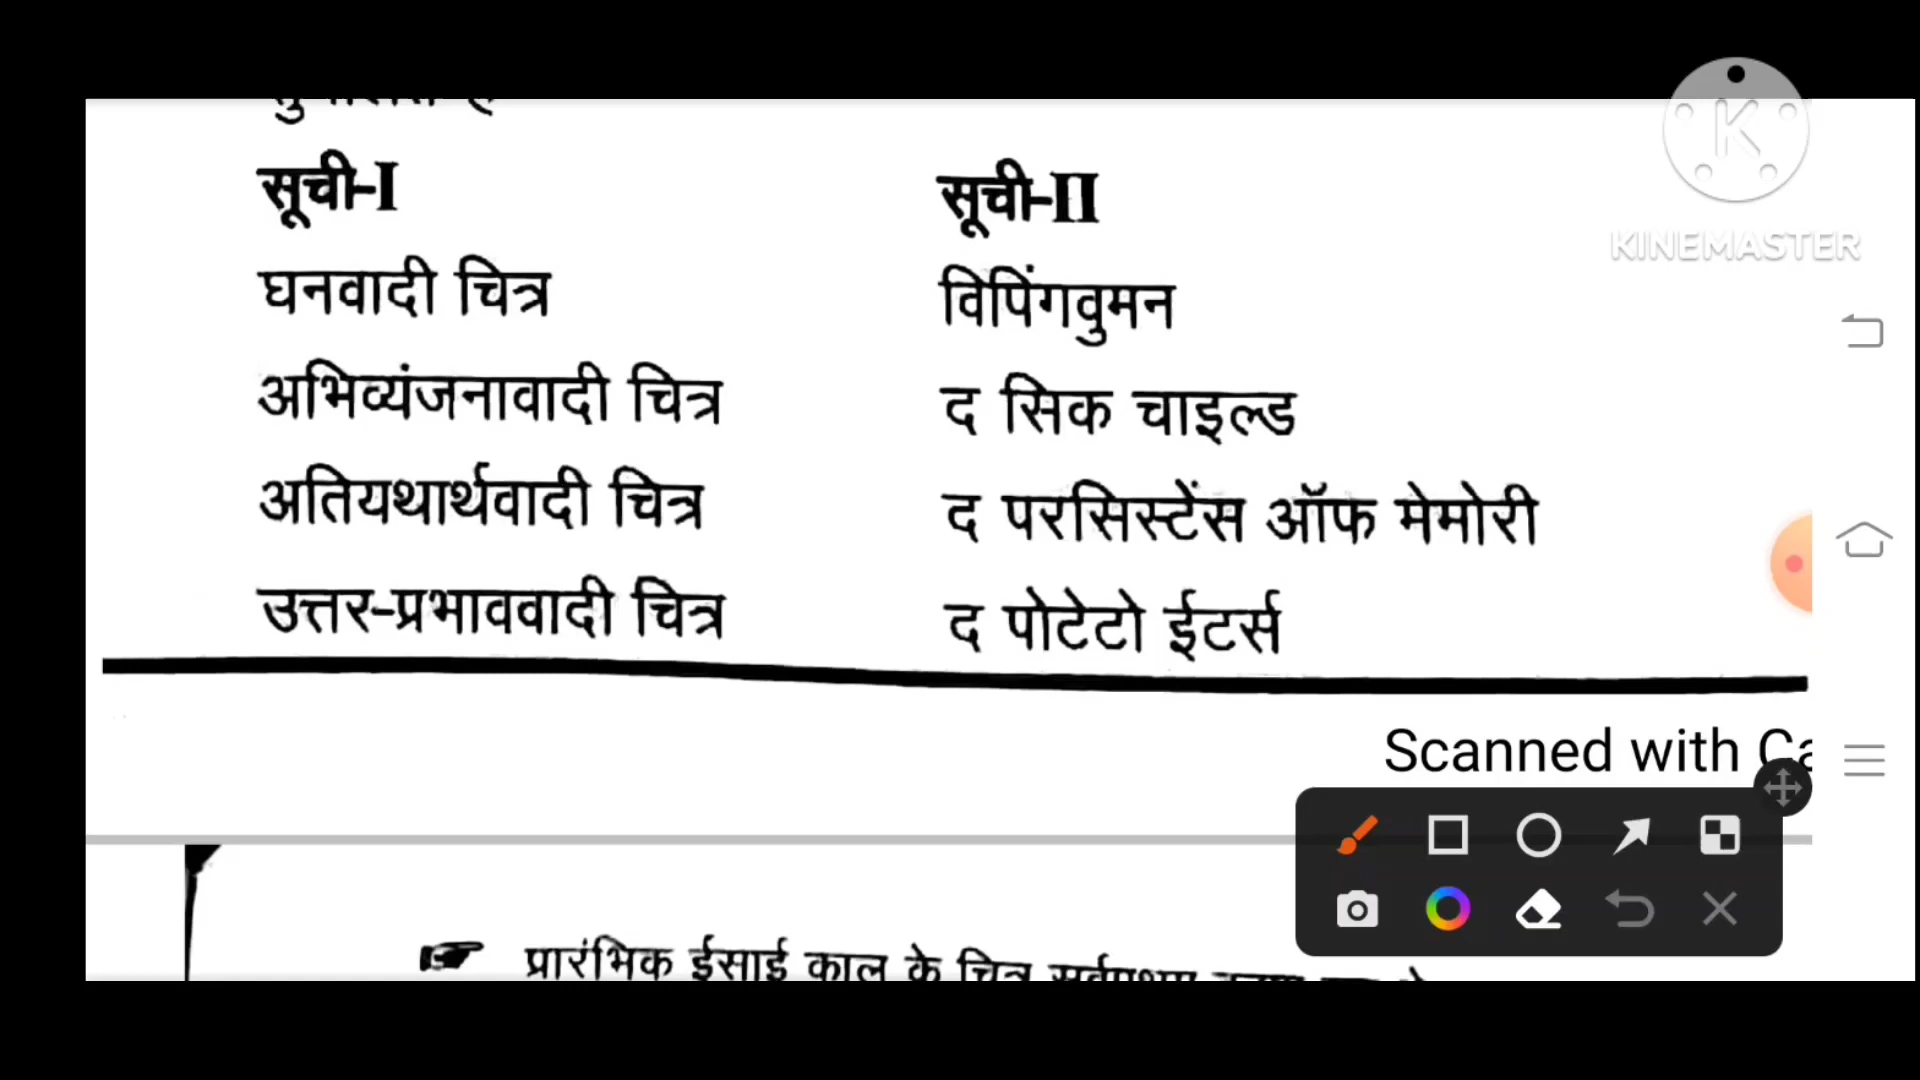 सूची-I सूची-II
घनवादी चित्र विपिंगवुमन
अभिव्यंजनावादी चित्र द सिक चाइल्ड
अतियथार्थवादी चित्र द परसिस्टेंस ऑफ मेमोरी
उत्तर-प्रभाववादी चित्र द पोटेटो ईटर्स
Scanned with
प्रारंभिक ईसाई काल के चित्र
KINEMASTER